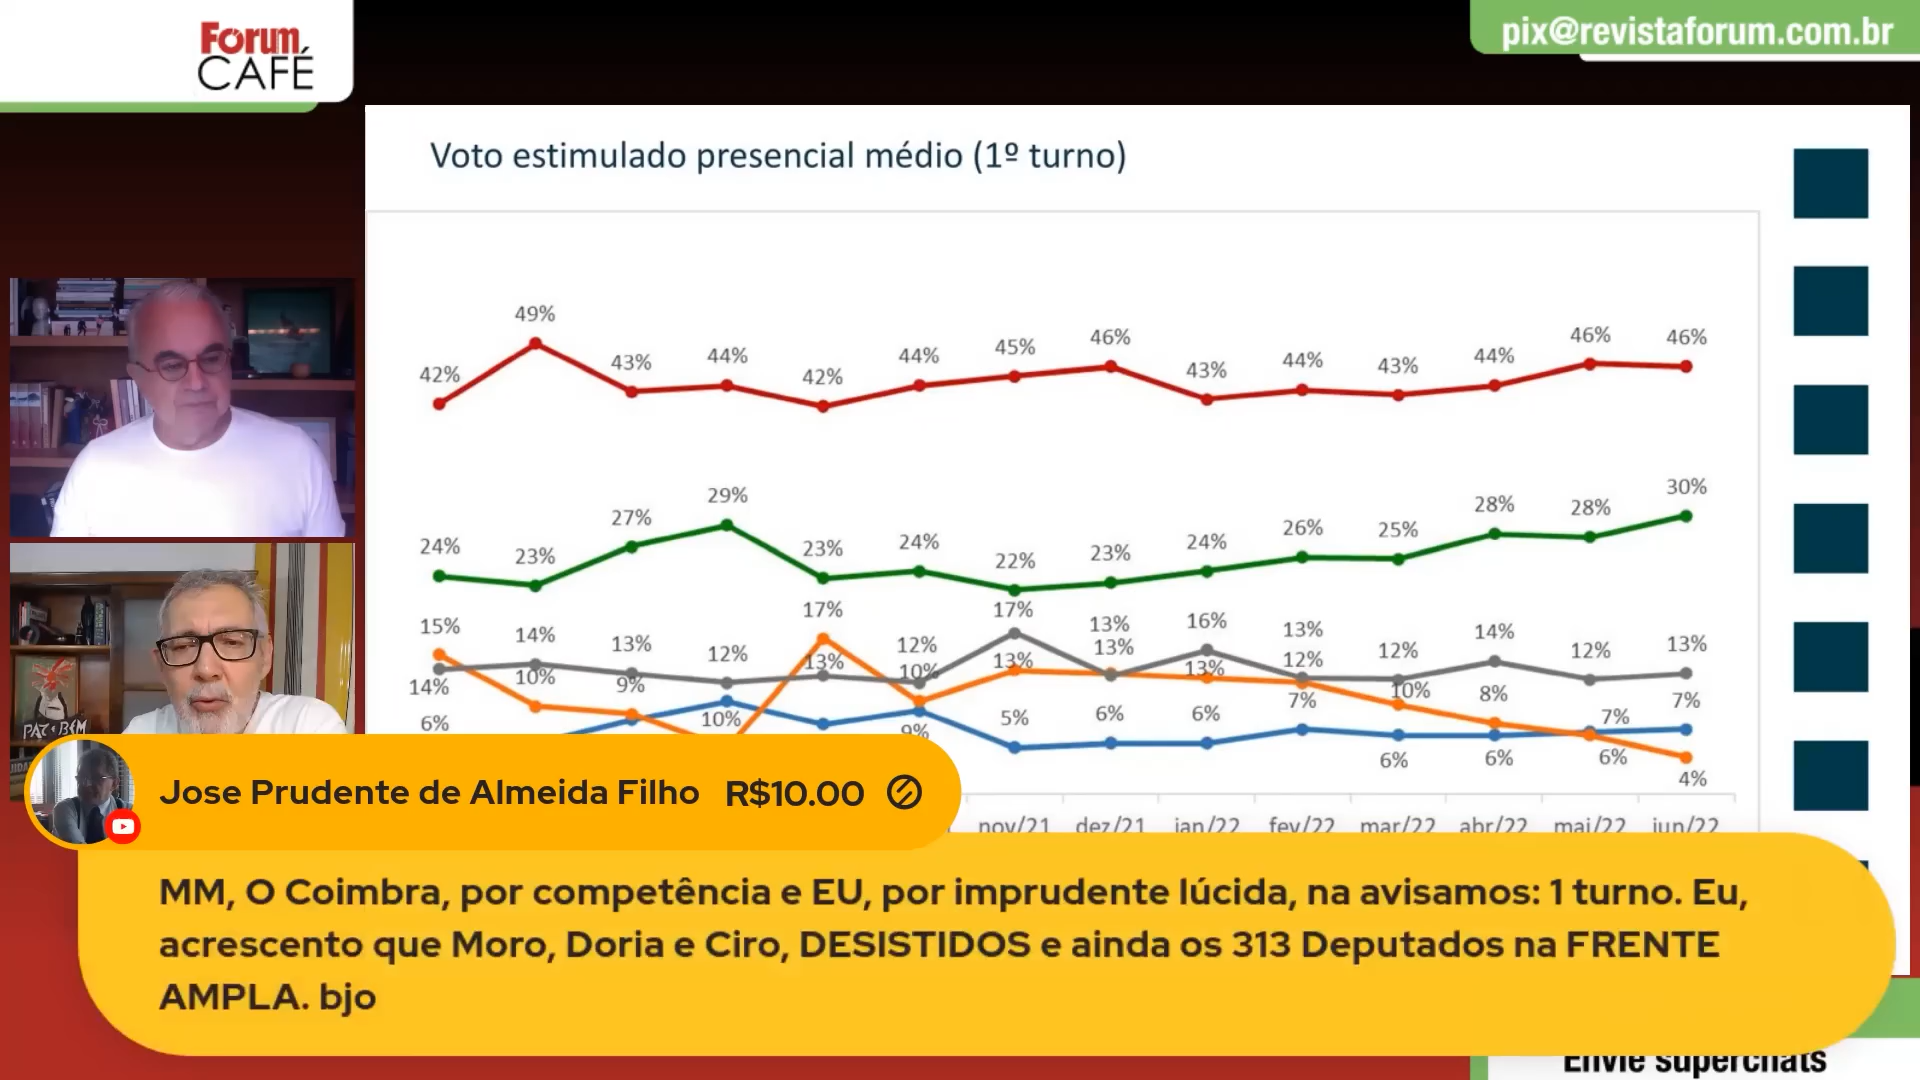 Forum
CAFÉ
pix@revistaforum.com.br
Voto estimulado presencial médio (1º turno)
49%
42% 43% 44% 42% 44% 45% 46% 43% 44% 43% 44% 46% 46%
24% 23% 27% 29% 23% 24% 22% 23% 24% 26% 25% 28% 28% 30%
15% 14% 13% 12% 17% 12% 17% 13% 16% 13% 12% 14% 12% 13%
14% 10% 9% 10% 13% 10% 13% 13% 13% 12% 10% 8% 7% 7%
6% 9% 5% 6% 6% 7% 6% 6% 6% 4%
PAZ E BEM
nov/21 dez/21 jan/22 fev/22 mar/22 abr/22 mai/22 jun/22
Jose Prudente de Almeida Filho R$10.00
MM, O Coimbra, por competência e EU, por imprudente lúcida, na avisamos: 1 turno. Eu,
acrescento que Moro, Doria e Ciro, DESISTIDOS e ainda os 313 Deputados na FRENTE
AMPLA. bjo
Envie superchats